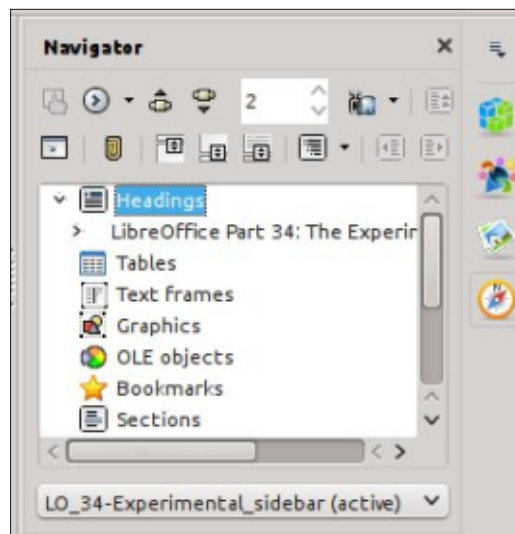 Navigator
2
Headings
LibreOffice Part 34: The Experir
Tables
Text frames
Graphics
OLE objects
Bookmarks
Sections
LO_34-Experimental_sidebar (active)